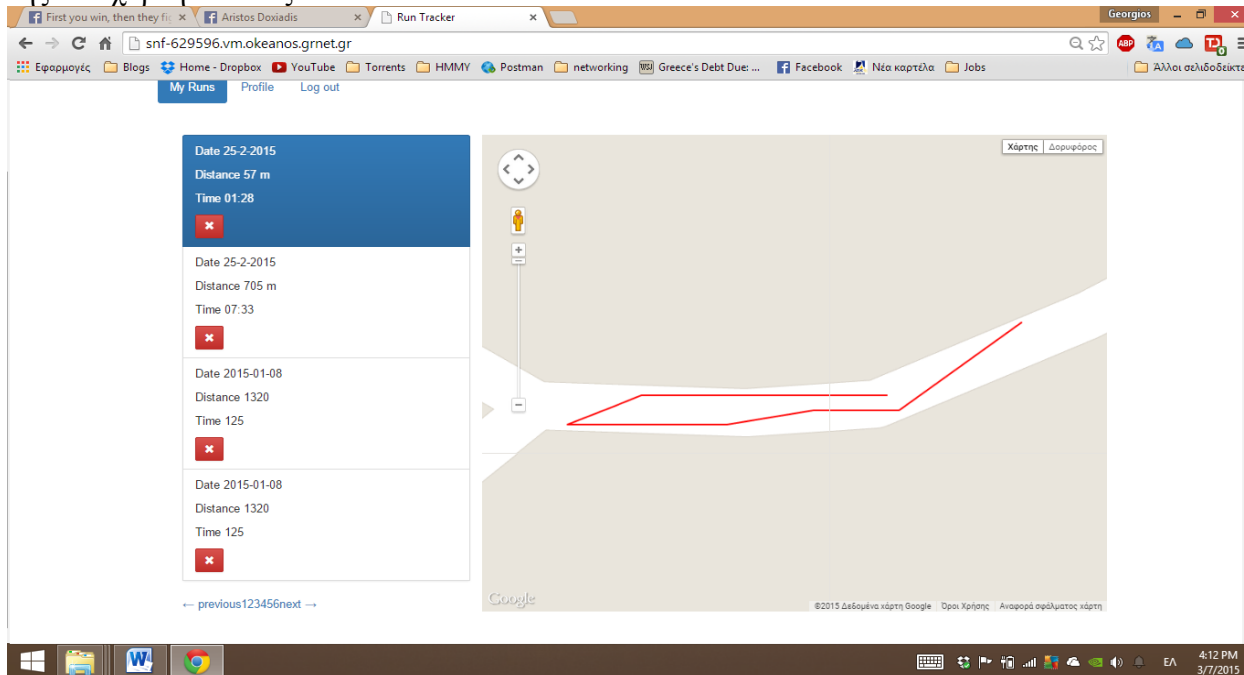 First you win, then they fig
Aristos Doxiadis
Run Tracker
Georgios
snf-629596.vm.okeanos.grnet.gr
ABP
Εφαρμογές
Blogs
Home - Dropbox
YouTube
Torrents
HMMY
Postman
networking
WSJ
Greece's Debt Due: ...
Facebook
Νέα καρτέλα
Jobs
Άλλοι σελιδοδείκτε
My Runs
Profile
Log out
Date 25-2-2015
Distance 57 m
Time 01:28
Date 25-2-2015
Distance 705 m
Time 07:33
Date 2015-01-08
Distance 1320
Time 125
Date 2015-01-08
Distance 1320
Time 125
← previous123456next →
Χάρτης
Δορυφόρος
Google
©2015 Δεδομένα χάρτη Google
Όροι Χρήσης
Αναφορά σφάλματος χάρτη
W
ΕΛ
4:12 PM
3/7/2015